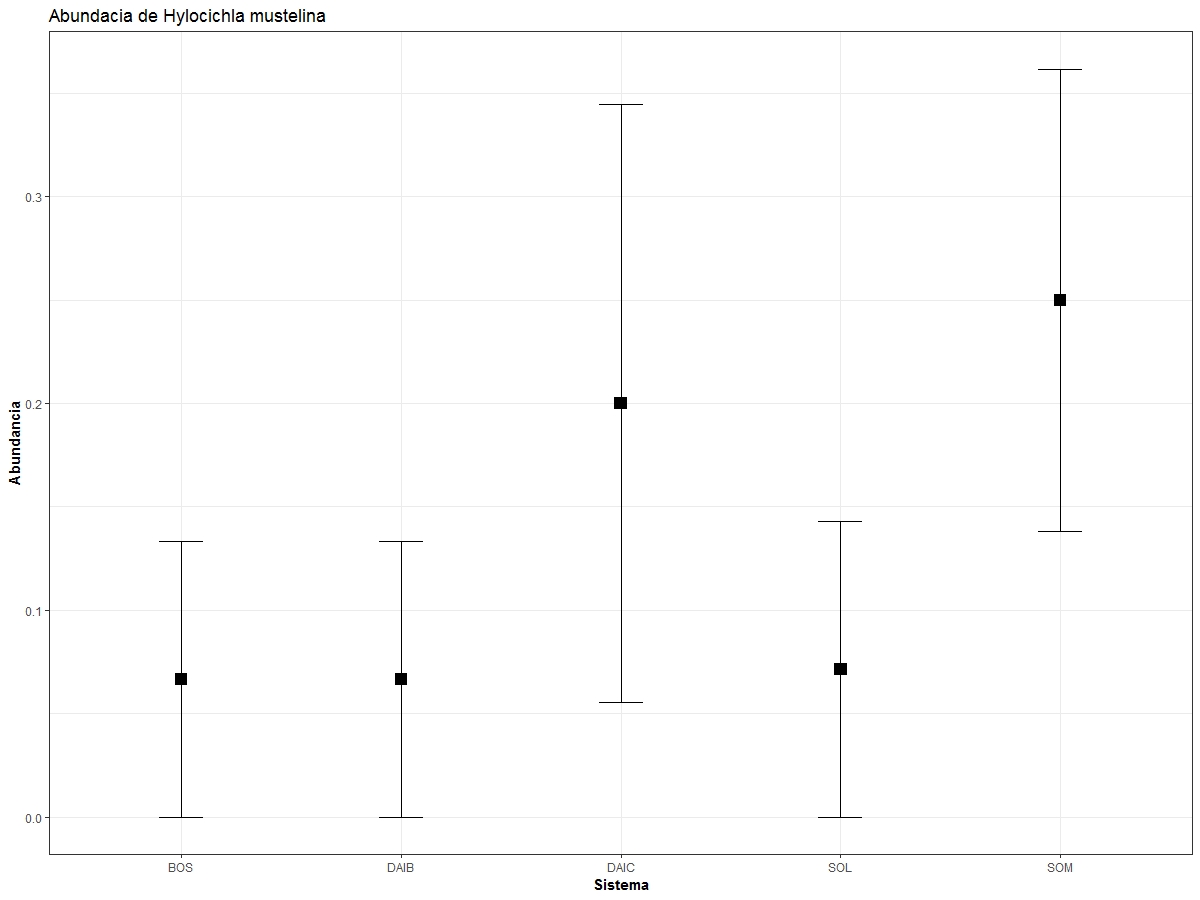 Abundacia de Hylocichla mustelina
0.3
0.2
0.1
0.0
Abundancia
BOS DAIB DAIC SOL SOM
Sistema